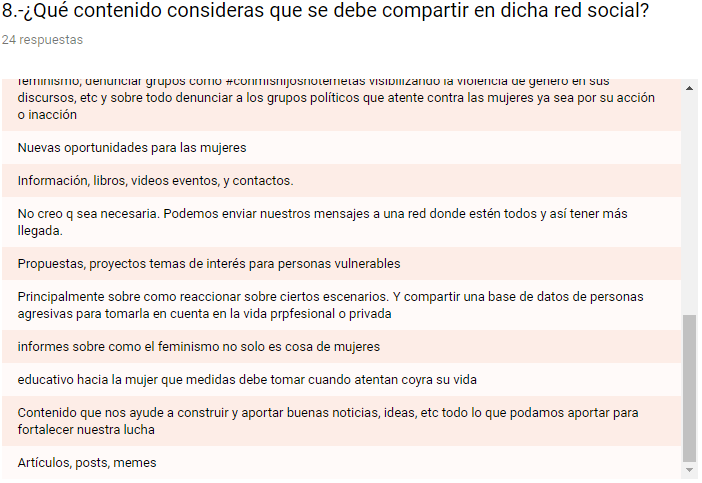 8.-¿Qué contenido consideras que se debe compartir en dicha red social?
24 respuestas
feminismo, denunciar grupos como #conmishijosnotemetas visibilizando la violencia de género en sus
discursos, etc y sobre todo denunciar a los grupos políticos que atente contra las mujeres ya sea por su acción
o inacción
Nuevas oportunidades para las mujeres
Información, libros, videos eventos, y contactos.
No creo q sea necesaria. Podemos enviar nuestros mensajes a una red donde estén todos y así tener más
llegada.
Propuestas, proyectos temas de interés para personas vulnerables
Principalmente sobre como reaccionar sobre ciertos escenarios. Y compartir una base de datos de personas
agresivas para tomarla en cuenta en la vida prpfesional o privada
informes sobre como el feminismo no solo es cosa de mujeres
educativo hacia la mujer que medidas debe tomar cuando atentan coyra su vida
Contenido que nos ayude a construir y aportar buenas noticias, ideas, etc todo lo que podamos aportar para
fortalecer nuestra lucha
Artículos, posts, memes